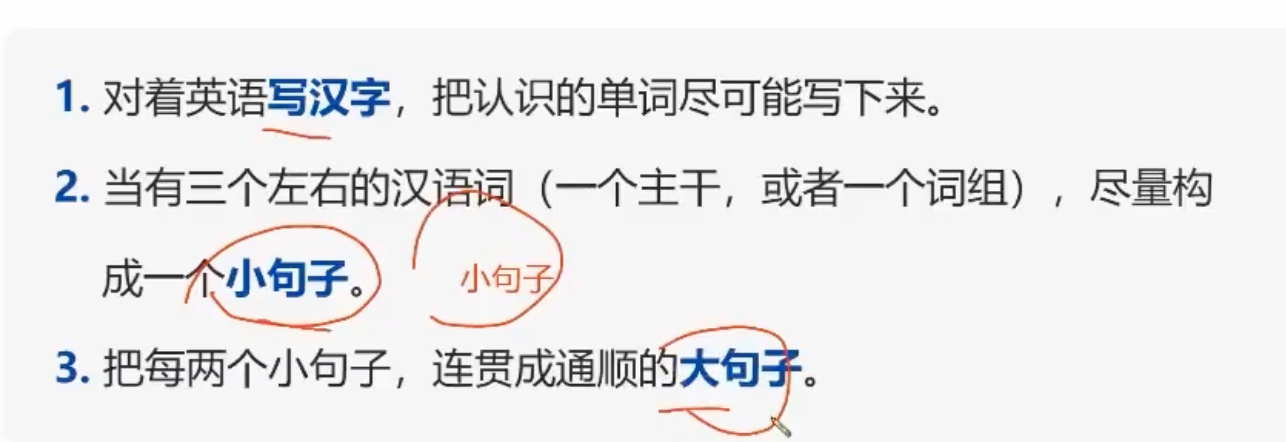 1. 对着英语写汉字，把认识的单词尽可能写下来。
2. 当有三个左右的汉语词（一个主干，或者一个词组），尽量构
成一个小句子。 小句子
3. 把每两个小句子，连贯成通顺的大句子。